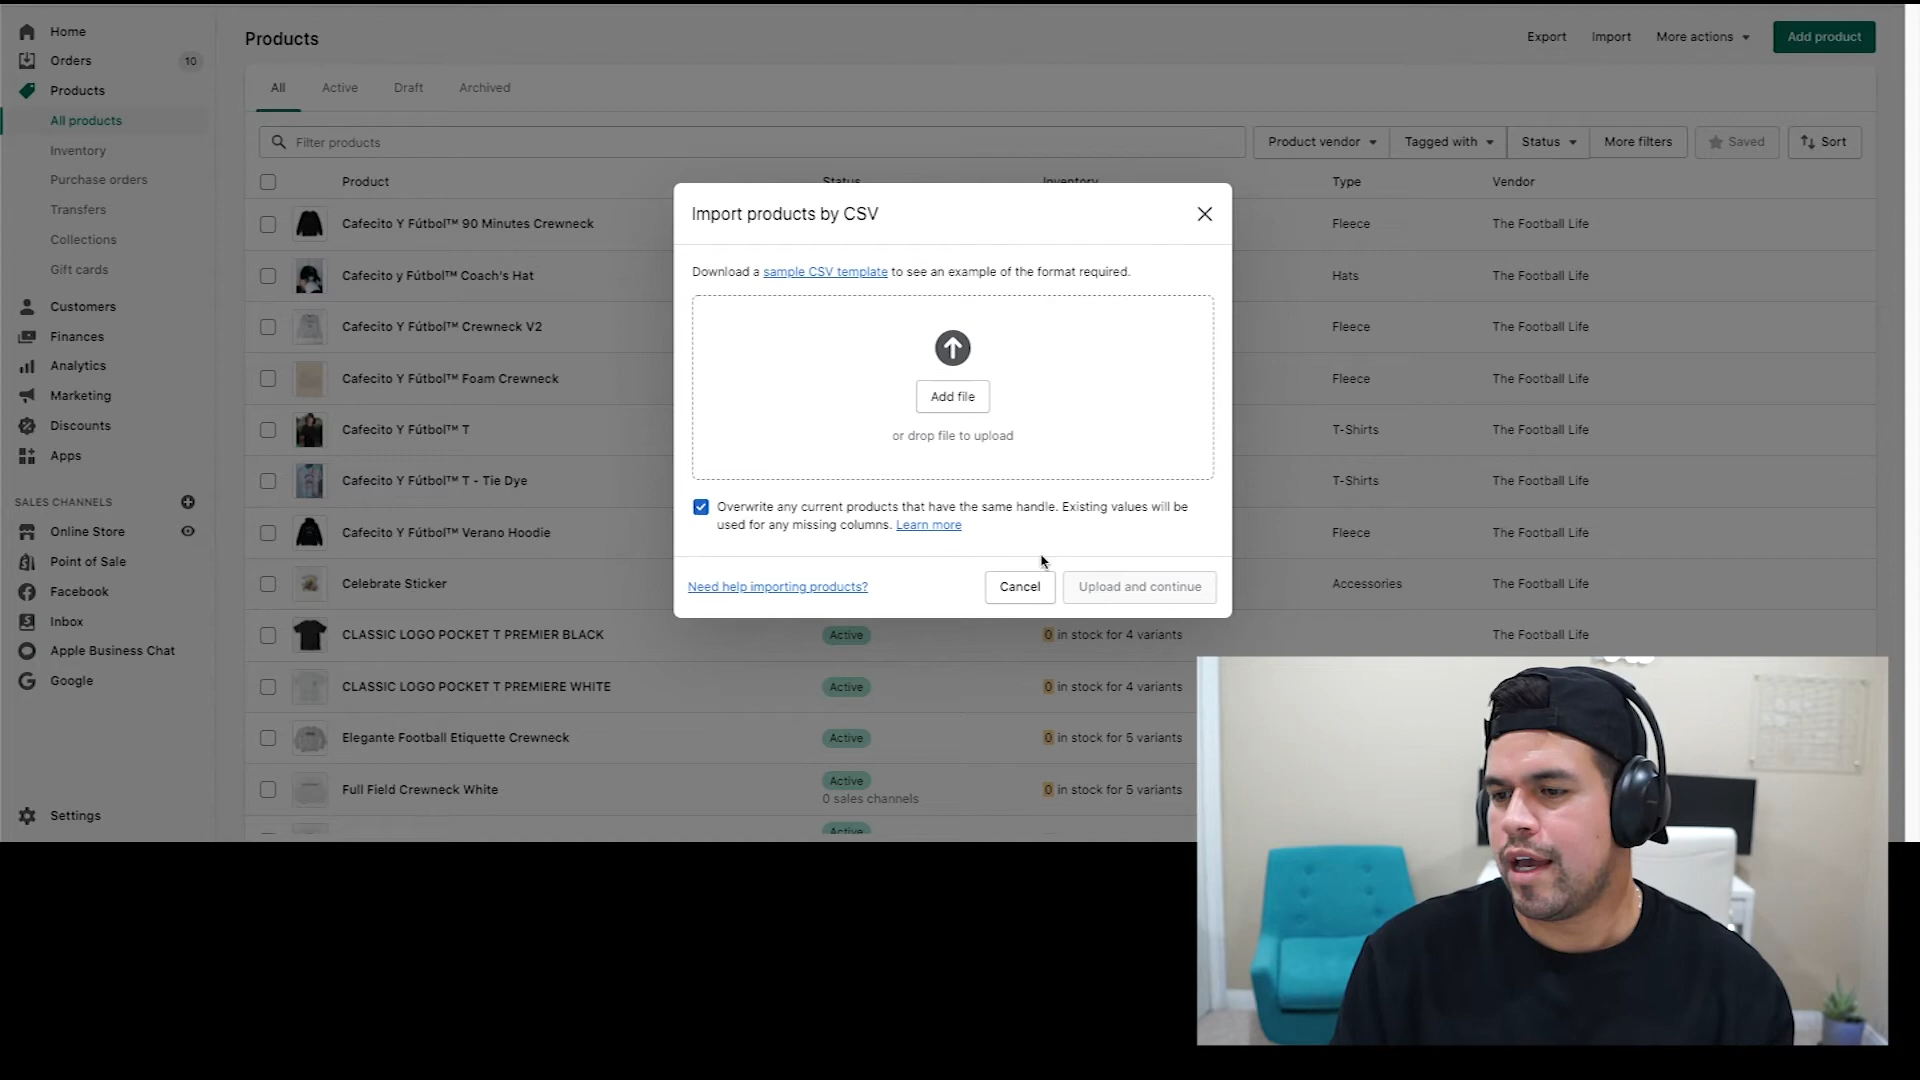 Home
Orders 10
Products
All products
Inventory
Purchase orders
Transfers
Collections
Gift cards
Customers
Finances
Analytics
Marketing
Discounts
Apps
SALES CHANNELS
Online Store
Point of Sale
Facebook
Inbox
Apple Business Chat
Google
Settings
Products
Export Import More actions Add product
All Active Draft Archived
Filter products Product vendor Tagged with Status More filters Saved Sort
Product Status Inventory Type Vendor
Cafecito Y Fútbol™ 90 Minutes Crewneck Fleece The Football Life
Cafecito y Fútbol™ Coach's Hat Hats The Football Life
Cafecito Y Fútbol™ Crewneck V2 Fleece The Football Life
Cafecito Y Fútbol™ Foam Crewneck Fleece The Football Life
Cafecito Y Fútbol™ T T-Shirts The Football Life
Cafecito Y Fútbol™ T - Tie Dye T-Shirts The Football Life
Cafecito Y Fútbol™ Verano Hoodie Fleece The Football Life
Celebrate Sticker Accessories The Football Life
CLASSIC LOGO POCKET T PREMIER BLACK Active 0 in stock for 4 variants The Football Life
CLASSIC LOGO POCKET T PREMIERE WHITE Active 0 in stock for 4 variants
Elegante Football Etiquette Crewneck Active 0 in stock for 5 variants
Full Field Crewneck White Active 0 in stock for 5 variants
0 sales channels
Active
Import products by CSV
Download a sample CSV template to see an example of the format required.
Add file
or drop file to upload
Overwrite any current products that have the same handle. Existing values will be
used for any missing columns. Learn more
Need help importing products? Cancel Upload and continue